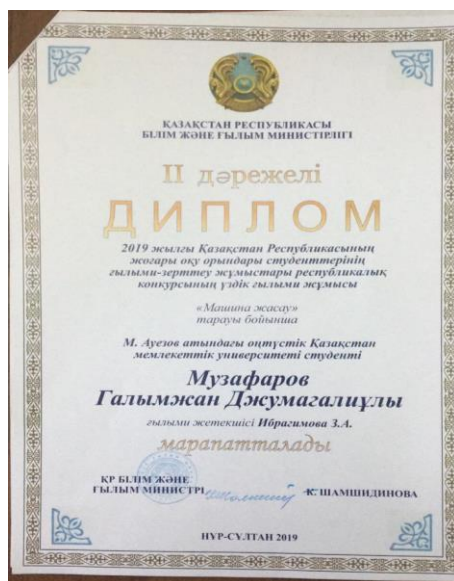 ҚАЗАҚСТАН РЕСПУБЛИКАСЫ
БІЛІМ ЖӘНЕ ҒЫЛЫМ МИНИСТРЛІГІ
II дәрежелі
ДИПЛОМ
2019 жылғы Қазақстан Республикасының
жоғары оқу орындары студенттерінің
ғылыми-зерттеу жұмыстары республикалық
конкурсының үздік ғылыми жұмысы
«Машина жасау»
тарауы бойынша
М. Ауезов атындағы оңтүстік Қазақстан
мемлекеттік университеті студенті
Музафаров
Галымжан Джумагалиұлы
ғылыми жетекшісі Ибрагимова З.А.
марапатталады
ҚР БІЛІМ ЖӘНЕ
ҒЫЛЫМ МИНИСТРІ
К. ШАМШИДИНОВА
НҰР-СҰЛТАН 2019